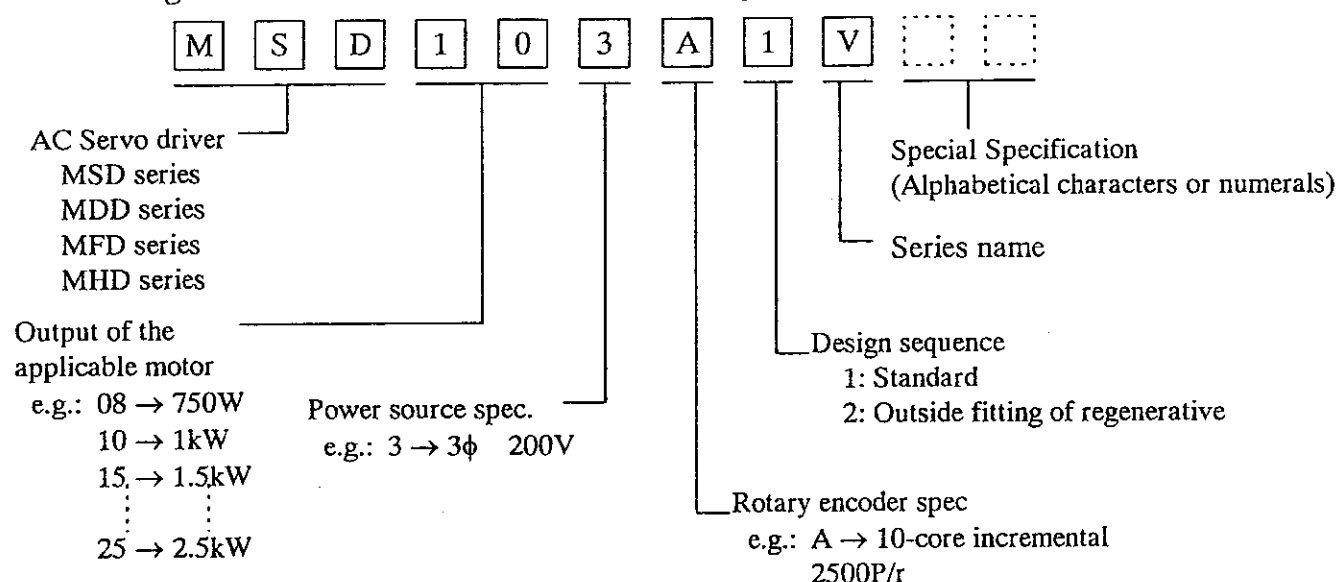 M S D 1 0 3 A 1 V
AC Servo driver
MSD series
MDD series
MFD series
MHD series
Output of the
applicable motor
e.g.: 08 → 750W
10 → 1kW
15 → 1.5kW
25 → 2.5kW
Power source spec.
e.g.: 3 → 3ϕ 200V
Special Specification
(Alphabetical characters or numerals)
Series name
Design sequence
1: Standard
2: Outside fitting of regenerative
Rotary encoder spec
e.g.: A → 10-core incremental
2500P/r